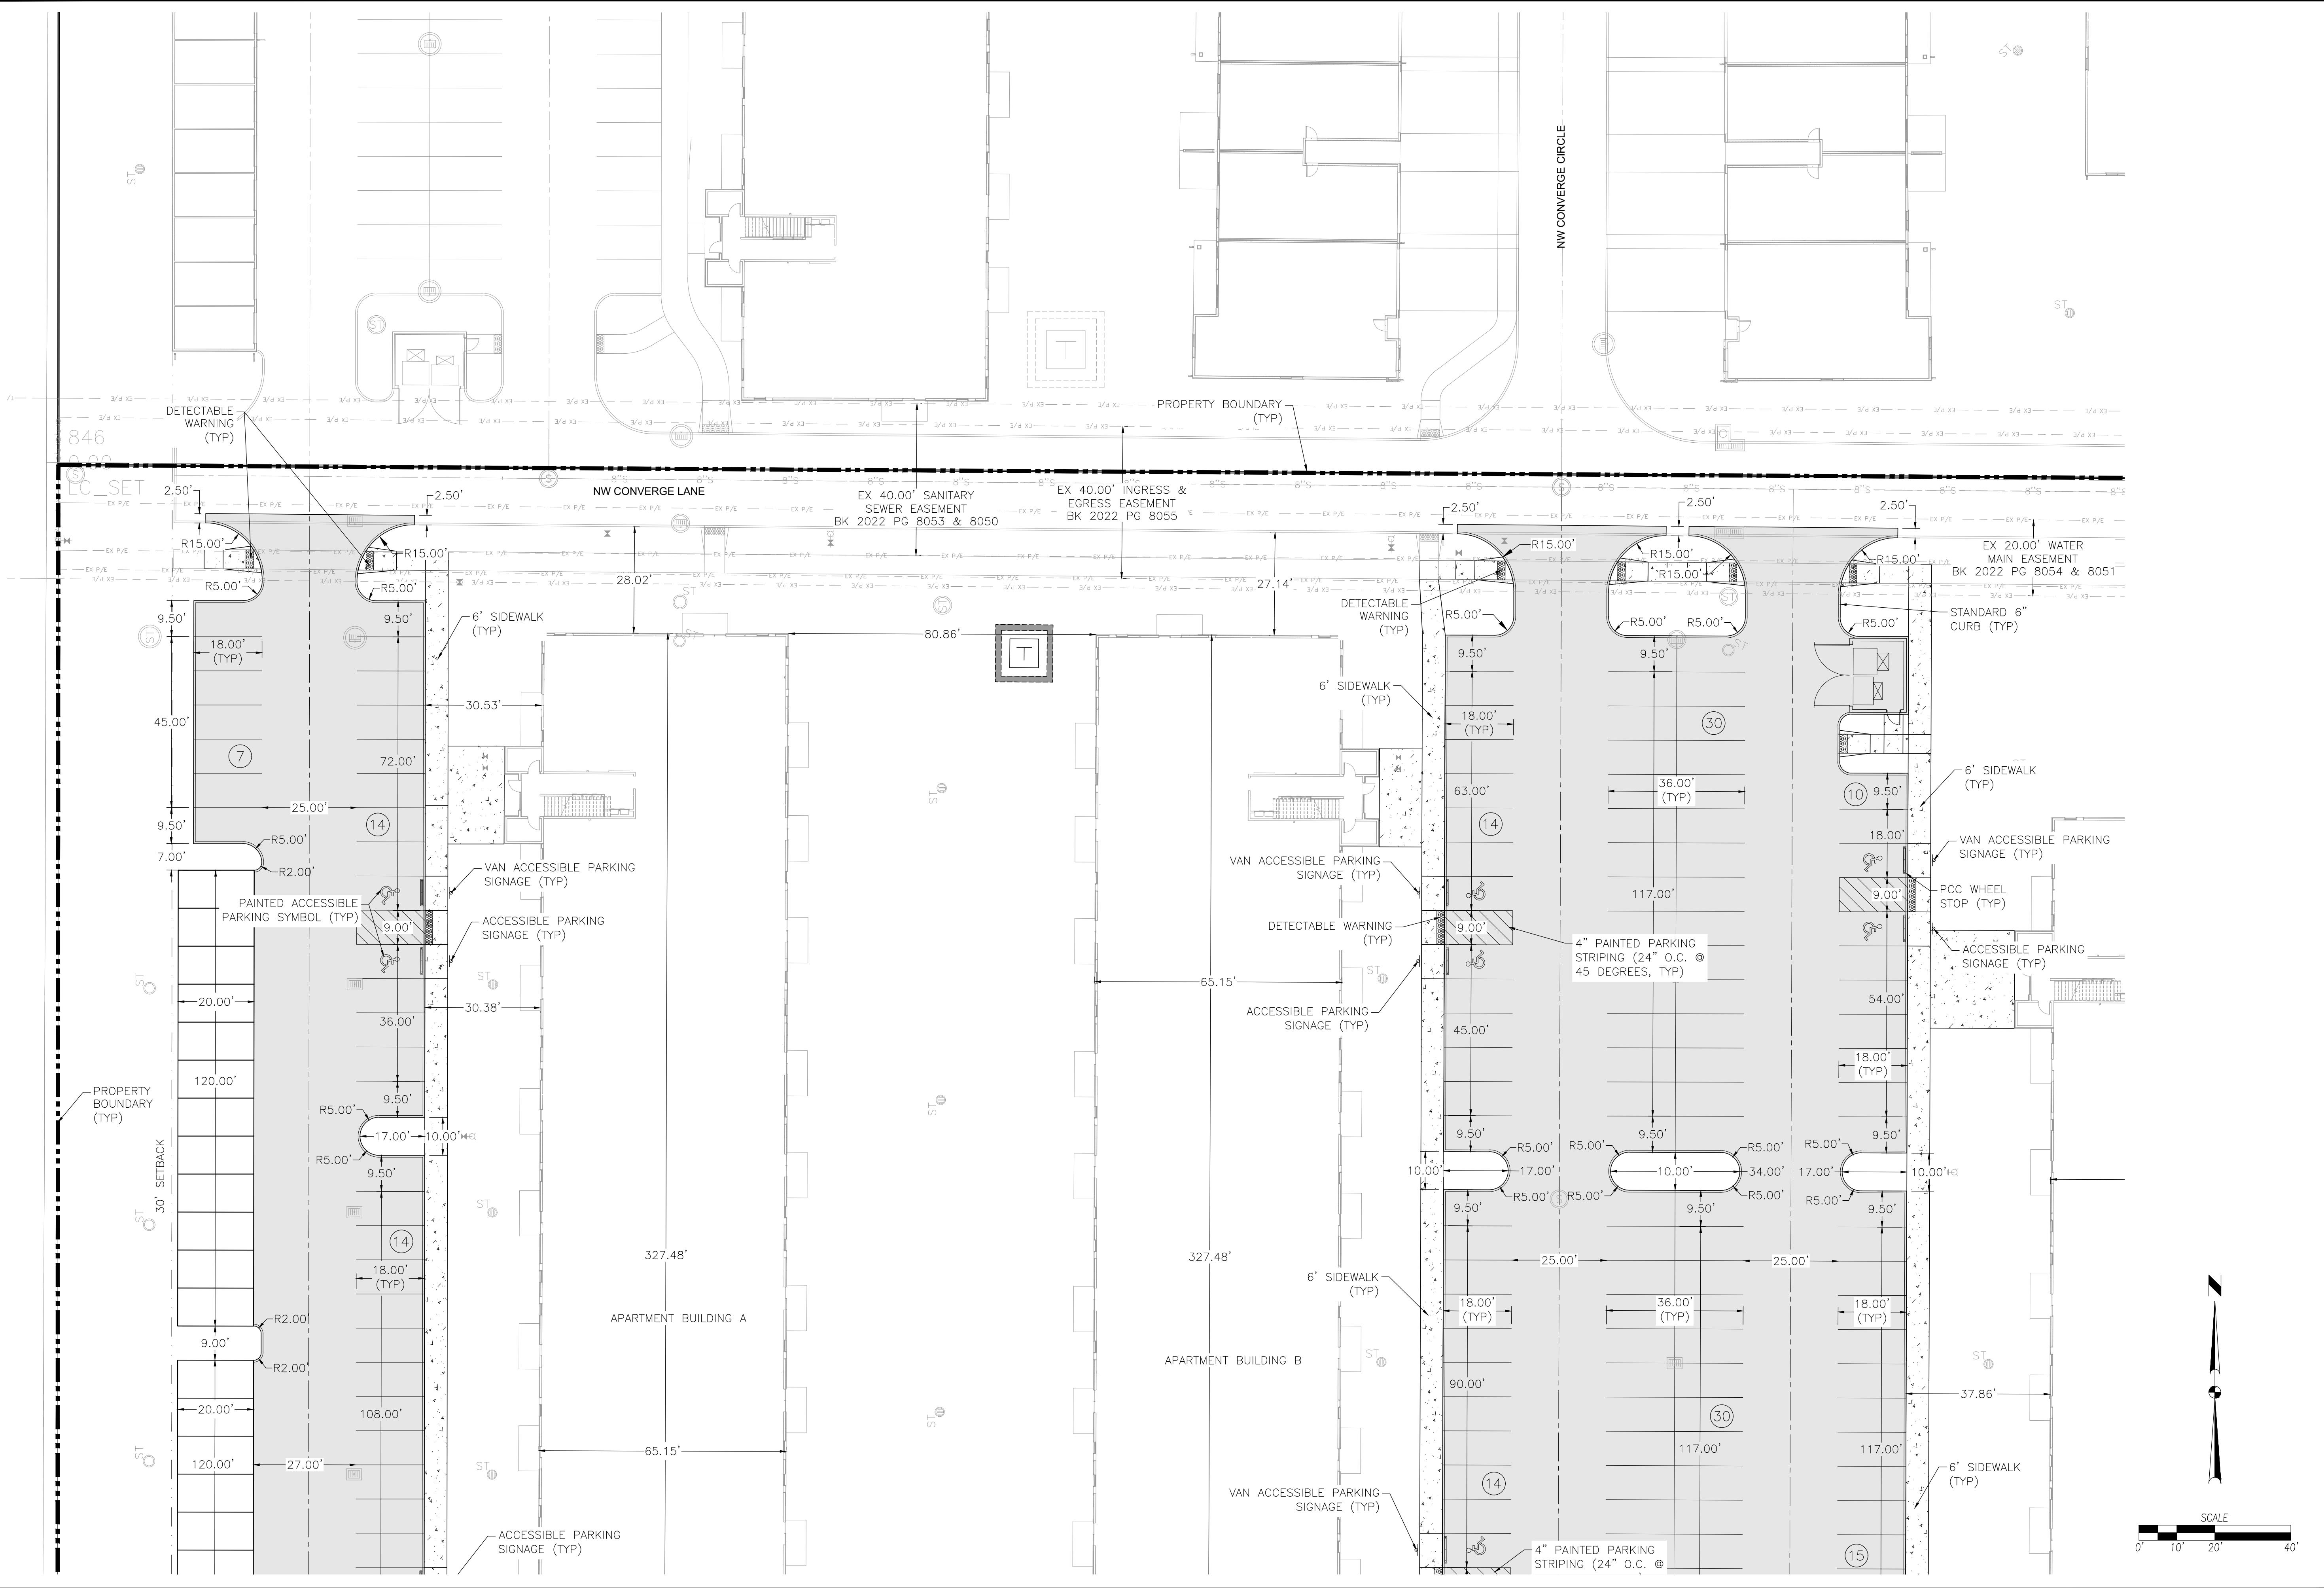 NW CONVERGE CIRCLE
ST
ST
ST
T
DETECTABLE
WARNING
(TYP)
PROPERTY BOUNDARY
(TYP)
846
LC_SET
S
S
S
2.50'
2.50'
NW CONVERGE LANE
EX 40.00' SANITARY
SEWER EASEMENT
BK 2022 PG 8053 & 8050
EX 40.00' INGRESS &
EGRESS EASEMENT
BK 2022 PG 8055
2.50'
2.50'
2.50'
EX P/E
8"S
R15.00'
R15.00'
R15.00'
R15.00'
R15.00'
R15.00'
EX 20.00' WATER
MAIN EASEMENT
BK 2022 PG 8054 & 8051
R5.00'
R5.00'
28.02'
27.14'
DETECTABLE
WARNING
(TYP)
STANDARD 6"
CURB (TYP)
R5.00'
R5.00'
R5.00'
R5.00'
9.50'
9.50'
6' SIDEWALK
(TYP)
80.86'
T
18.00'
(TYP)
9.50'
9.50'
6' SIDEWALK
(TYP)
30.53'
45.00'
18.00'
(TYP)
30
7
72.00'
6' SIDEWALK
(TYP)
25.00'
63.00'
36.00'
(TYP)
10
9.50'
14
14
9.50'
18.00'
R5.00'
7.00'
R2.00'
VAN ACCESSIBLE PARKING
SIGNAGE (TYP)
VAN ACCESSIBLE PARKING
SIGNAGE (TYP)
VAN ACCESSIBLE PARKING
SIGNAGE (TYP)
117.00'
PCC WHEEL
STOP (TYP)
9.00'
PAINTED ACCESSIBLE
PARKING SYMBOL (TYP)
9.00'
ACCESSIBLE PARKING
SIGNAGE (TYP)
DETECTABLE WARNING
(TYP)
9.00'
4" PAINTED PARKING
STRIPING (24" O.C. @
45 DEGREES, TYP)
ACCESSIBLE PARKING
SIGNAGE (TYP)
20.00'
30.38'
65.15'
36.00'
ACCESSIBLE PARKING
SIGNAGE (TYP)
45.00'
54.00'
18.00'
(TYP)
120.00'
PROPERTY
BOUNDARY
(TYP)
9.50'
R5.00'
17.00'
10.00'
R5.00'
9.50'
9.50'
9.50'
9.50'
R5.00'
R5.00'
R5.00'
R5.00'
10.00'
17.00'
10.00'
34.00'
17.00'
10.00'
R5.00'
R5.00'
R5.00'
R5.00'
30' SETBACK
9.50'
9.50'
9.50'
14
327.48'
327.48'
25.00'
25.00'
18.00'
(TYP)
6' SIDEWALK
(TYP)
18.00'
(TYP)
36.00'
(TYP)
18.00'
(TYP)
R2.00'
APARTMENT BUILDING A
9.00'
R2.00'
APARTMENT BUILDING B
90.00'
37.86'
20.00'
108.00'
30
65.15'
117.00'
117.00'
120.00'
27.00'
14
6' SIDEWALK
(TYP)
VAN ACCESSIBLE PARKING
SIGNAGE (TYP)
ACCESSIBLE PARKING
SIGNAGE (TYP)
4" PAINTED PARKING
STRIPING (24" O.C. @
15
N
SCALE
0' 10' 20' 40'